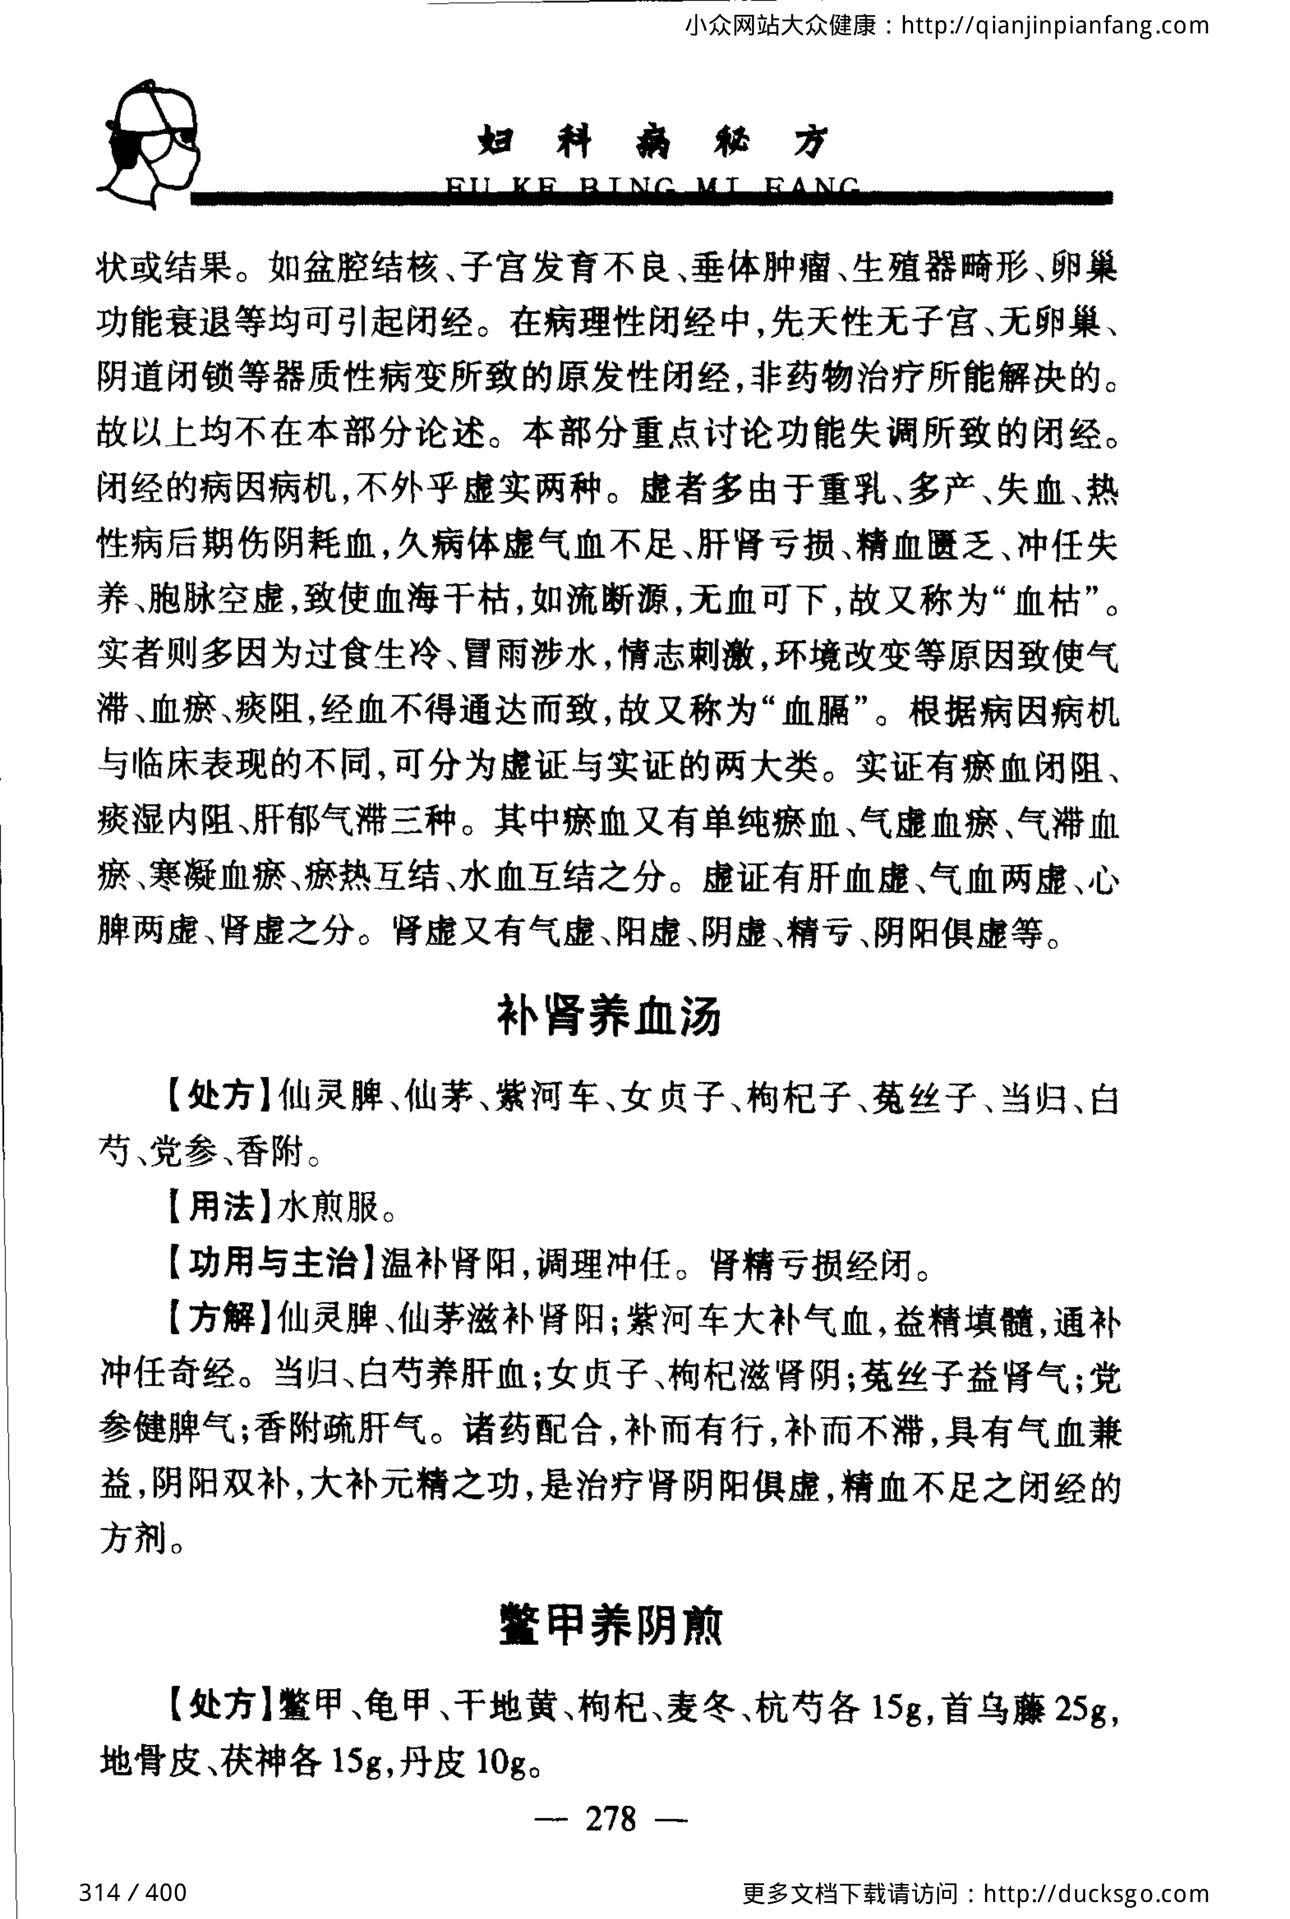 小众网站大众健康：http://qianjinpianfang.com
妇科病秘方
FU KE BING MI FANG
状或结果。如盆腔结核、子宫发育不良、垂体肿瘤、生殖器畸形、卵巢
功能衰退等均可引起闭经。在病理性闭经中,先天性无子宫、无卵巢、
阴道闭锁等器质性病变所致的原发性闭经,非药物治疗所能解决的。
故以上均不在本部分论述。本部分重点讨论功能失调所致的闭经。
闭经的病因病机,不外乎虚实两种。虚者多由于重乳、多产、失血、热
性病后期伤阴耗血,久病体虚气血不足、肝肾亏损、精血匮乏、冲任失
养、胞脉空虚,致使血海干枯,如流断源,无血可下,故又称为“血枯”。
实者则多因为过食生冷、冒雨涉水,情志刺激,环境改变等原因致使气
滞、血瘀、痰阻,经血不得通达而致,故又称为“血膈”。根据病因病机
与临床表现的不同,可分为虚证与实证的两大类。实证有瘀血闭阻、
痰湿内阻、肝郁气滞三种。其中瘀血又有单纯瘀血、气虚血瘀、气滞血
瘀、寒凝血瘀、瘀热互结、水血互结之分。虚证有肝血虚、气血两虚、心
脾两虚、肾虚之分。肾虚又有气虚、阳虚、阴虚、精亏、阴阳俱虚等。
补肾养血汤
【处方】仙灵脾、仙茅、紫河车、女贞子、枸杞子、菟丝子、当归、白
芍、党参、香附。
【用法】水煎服。
【功用与主治】温补肾阳,调理冲任。肾精亏损经闭。
【方解】仙灵脾、仙茅滋补肾阳;紫河车大补气血,益精填髓,通补
冲任奇经。当归、白芍养肝血;女贞子、枸杞滋肾阴;菟丝子益肾气;党
参健脾气;香附疏肝气。诸药配合,补而有行,补而不滞,具有气血兼
益,阴阳双补,大补元精之功,是治疗肾阴阳俱虚,精血不足之闭经的
方剂。
鳖甲养阴煎
【处方】鳖甲、龟甲、干地黄、枸杞、麦冬、杭芍各 15g,首乌藤 25g,
地骨皮、茯神各 15g,丹皮 10g。
— 278 —
314 / 400
更多文档下载请访问：http://ducksgo.com